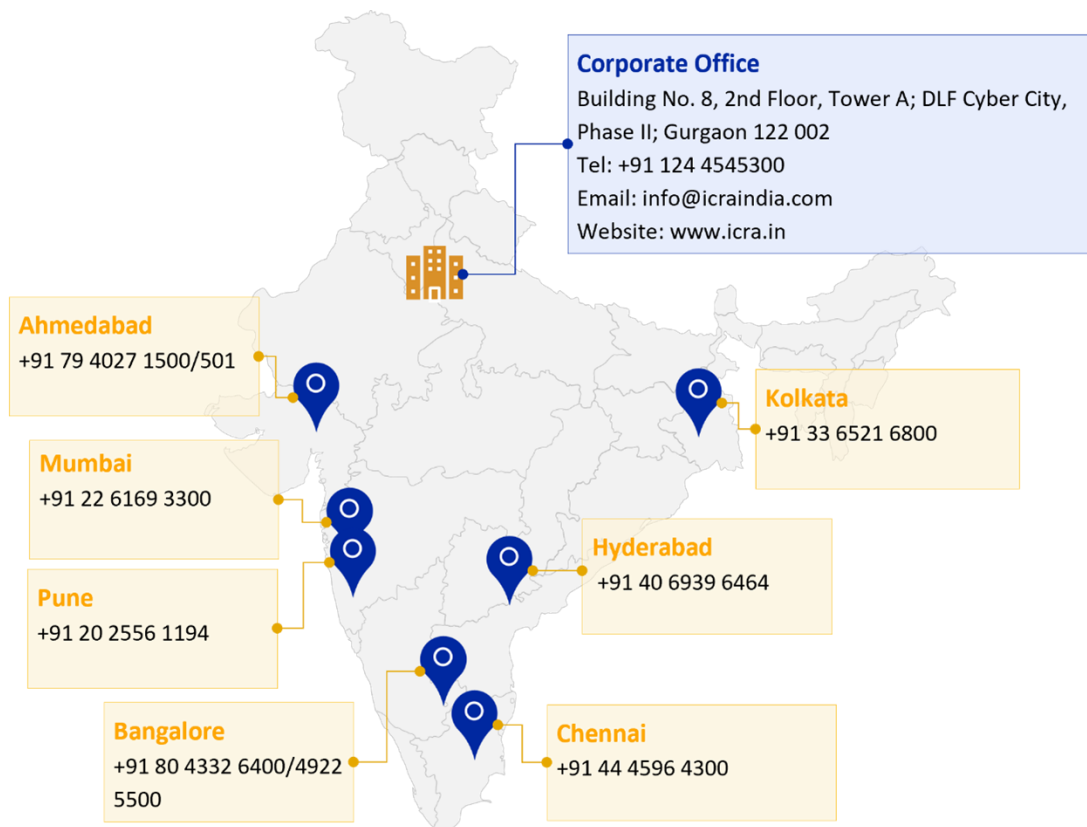 Corporate Office
Building No. 8, 2nd Floor, Tower A; DLF Cyber City,
Phase II; Gurgaon 122 002
Tel: +91 124 4545300
Email: info@icraindia.com
Website: www.icra.in
Ahmedabad
+91 79 4027 1500/501
Kolkata
+91 33 6521 6800
Mumbai
+91 22 6169 3300
Hyderabad
+91 40 6939 6464
Pune
+91 20 2556 1194
Bangalore
+91 80 4332 6400/4922
5500
Chennai
+91 44 4596 4300